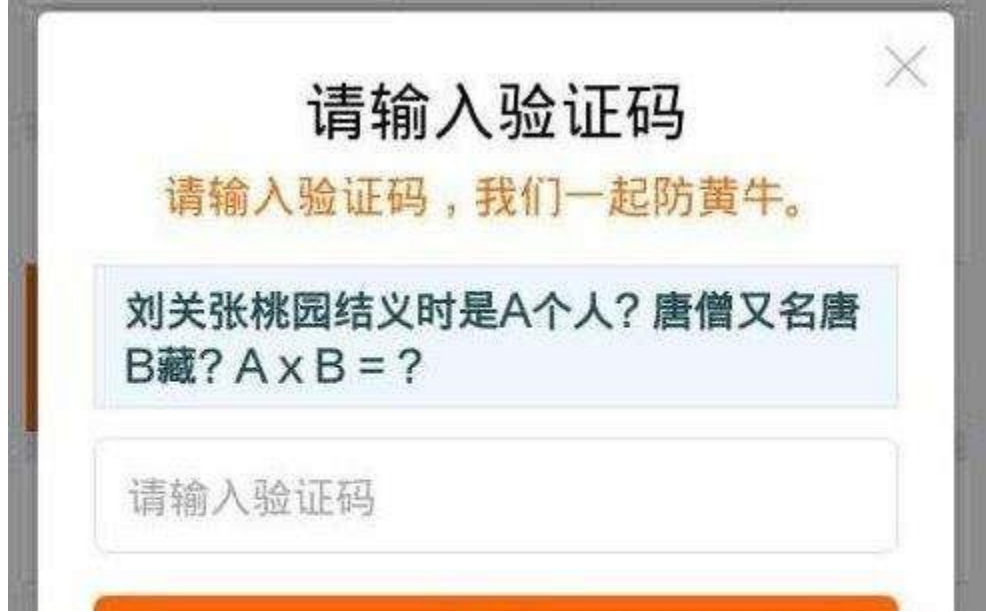 请输入验证码
请输入验证码，我们一起防黄牛。
刘关张桃园结义时是A个人? 唐僧又名唐
B藏? A x B = ?
请输入验证码